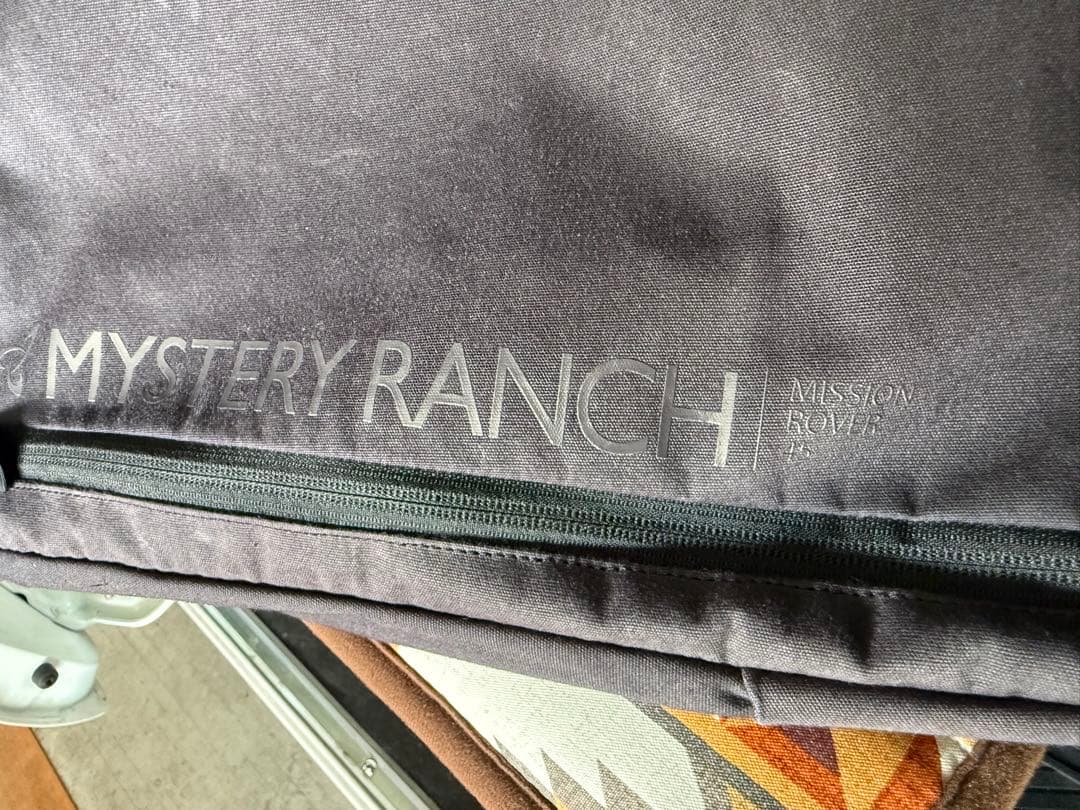 MYSTERY RANCH
MISSION
ROVER
45